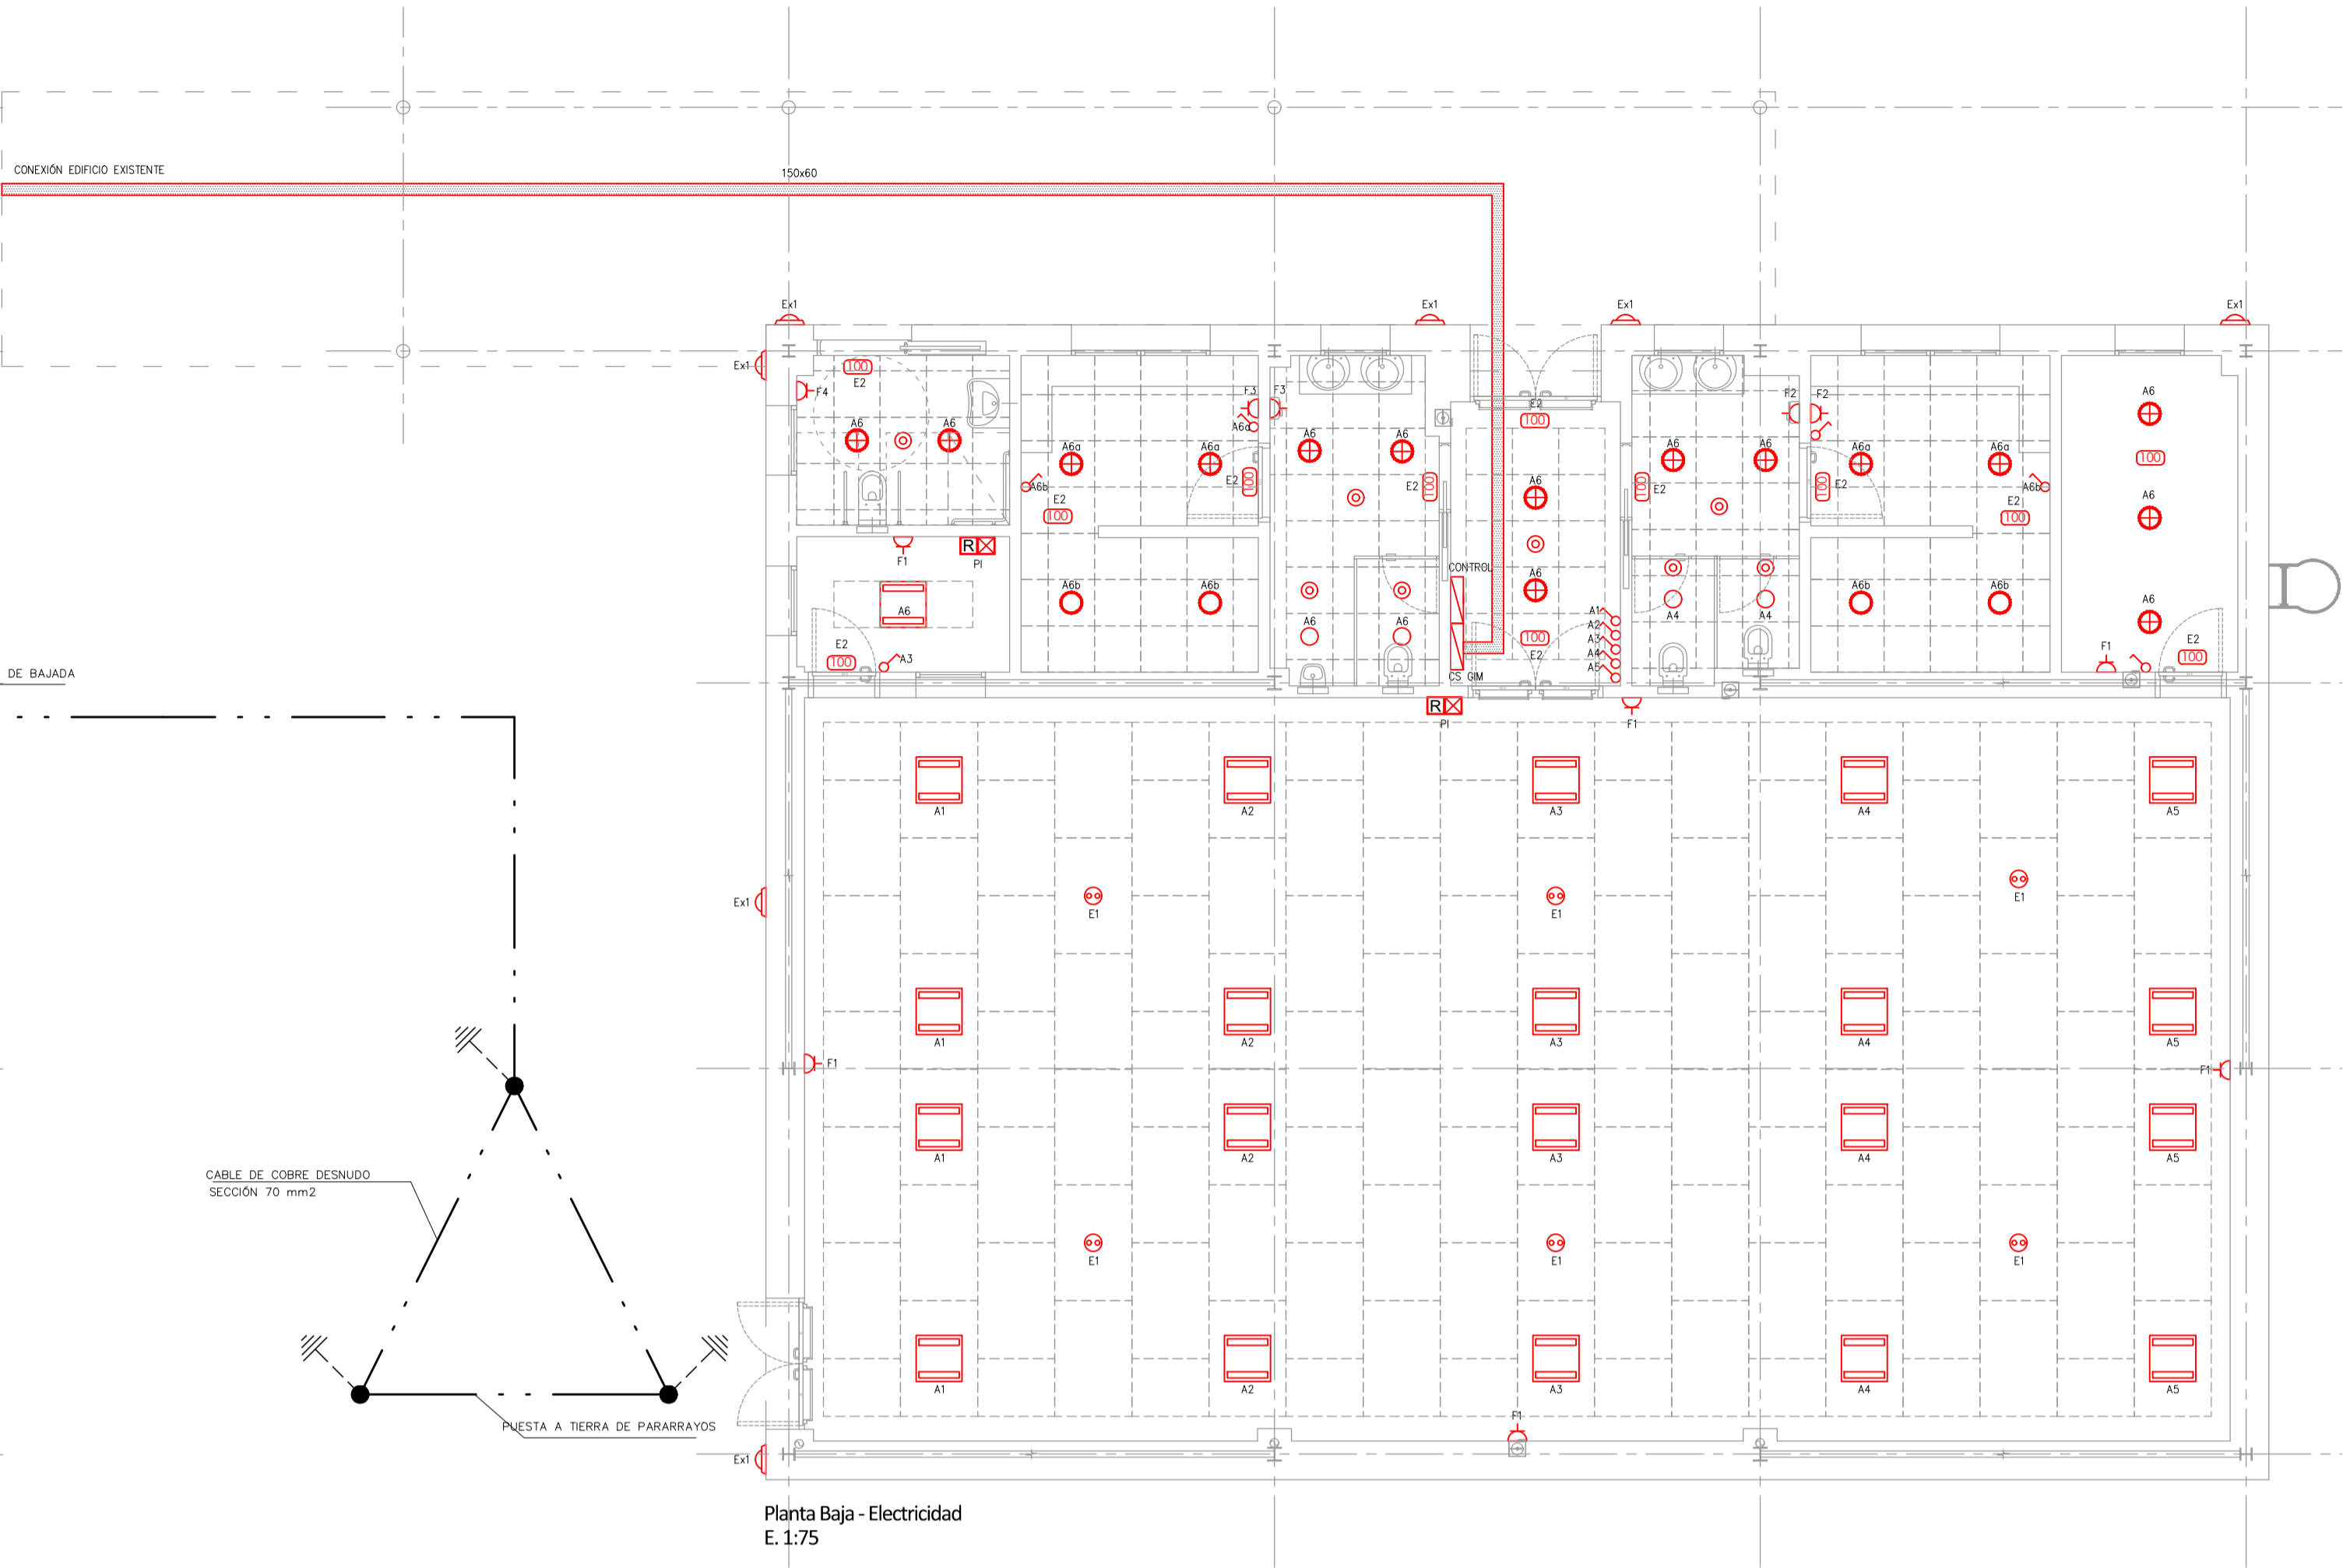 CONEXIÓN EDIFICIO EXISTENTE
150x60
Ex1 Ex1 Ex1 Ex1
Ex1
100
E2
F4
F3 F3
A6a
E2
100
F2 F2
A6
A6 A6
A6a A6a
A6 A6
A6 A6
A6a A6a
100
A6b
E2
100
E2
100
E2
100
A6
100
E2
100
E2
A6b
E2
100
A6
F1
R
PI
CONTROL
A6
A6b A6b
A6
A6 A6
A4 A4
A6b A6b
A6
A1
A2
A3
A4
A5
E2
100
A3
100
E2
CS GIM
F1
E2
100
DE BAJADA
R
PI
F1
A1 A2 A3 A4 A5
Ex1
E1 E1 E1
A1 A2 A3 A4 A5
F1 F1
A1 A2 A3 A4 A5
CABLE DE COBRE DESNUDO
SECCIÓN 70 mm2
E1 E1 E1
A1 A2 A3 A4 A5
PUESTA A TIERRA DE PARARRAYOS
F1
Ex1
Planta Baja - Electricidad
E. 1:75